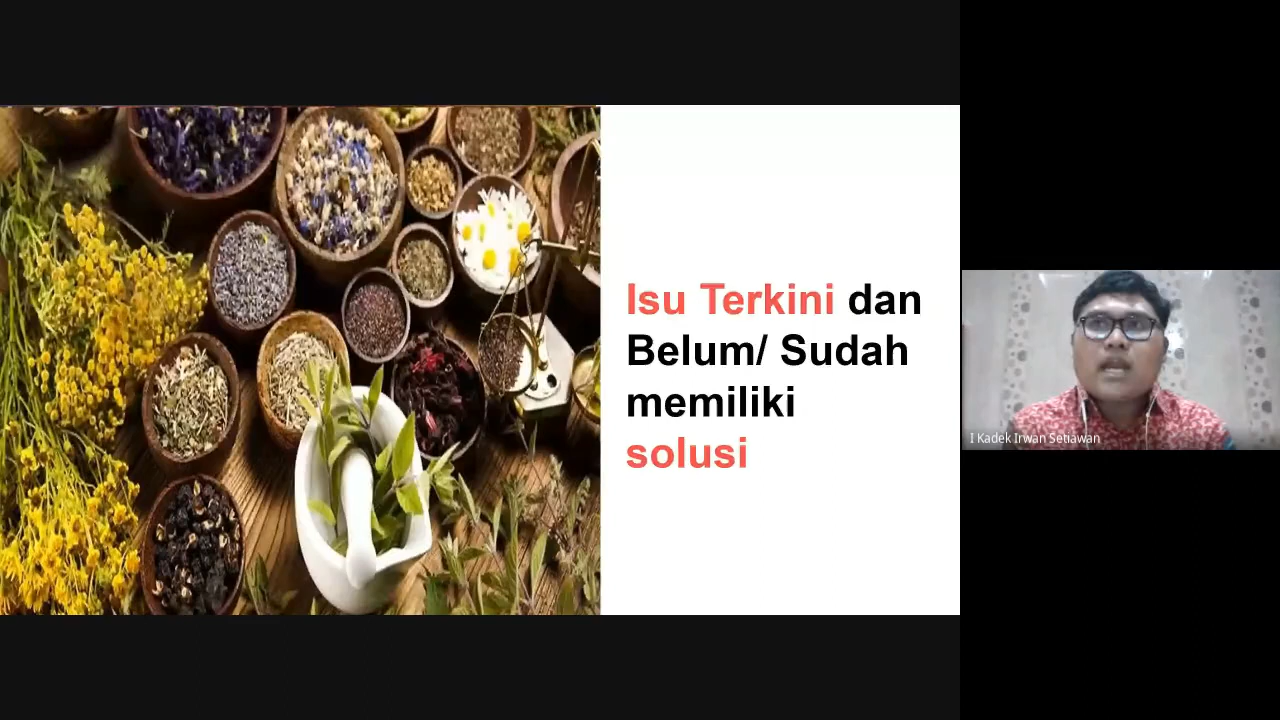 Isu Terkini dan
Belum/ Sudah
memiliki
solusi
I Kadek Irwan Setiawan